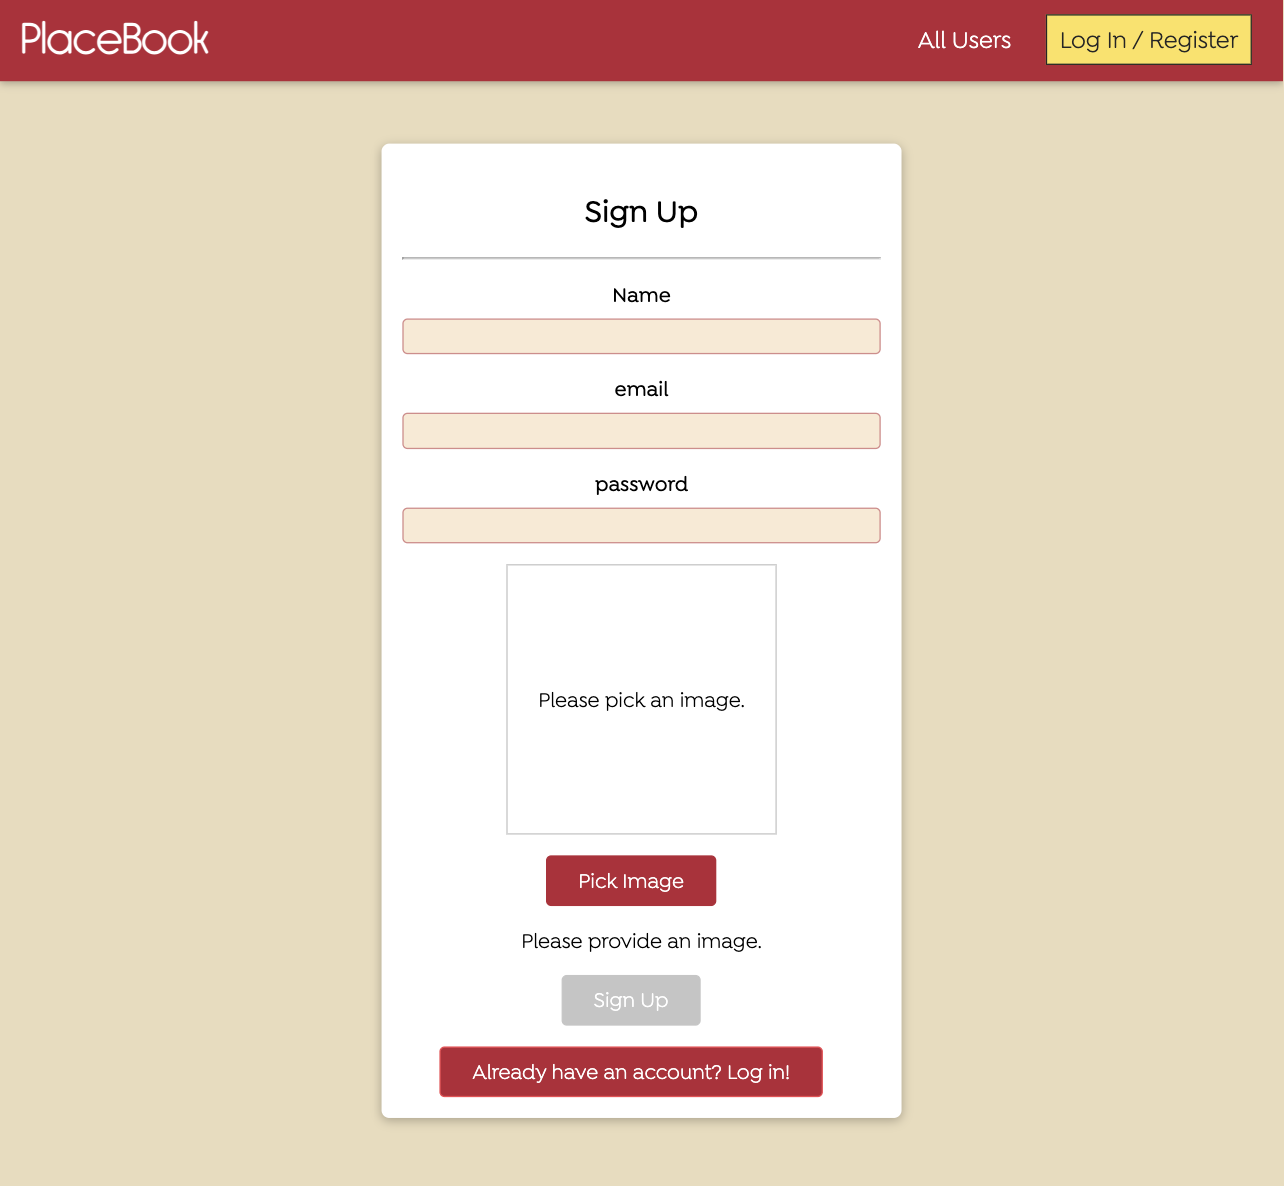 PlaceBook
All Users
Log In / Register
Sign Up
Name
email
password
Please pick an image.
Pick Image
Please provide an image.
Sign Up
Already have an account? Log in!